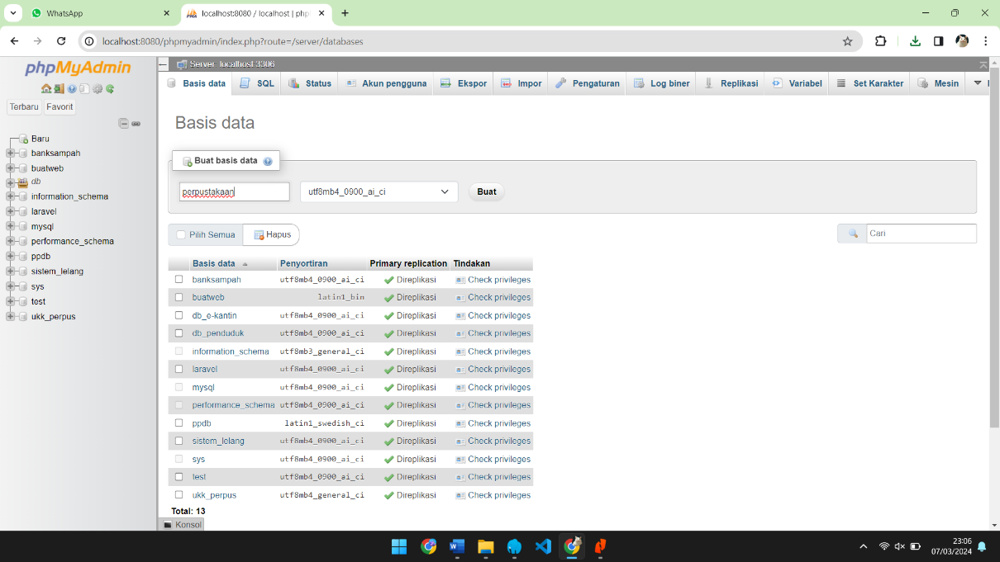 WhatsApp
localhost:8080 / localhost | php
localhost:8080/phpmyadmin/index.php?route=/server/databases
phpMyAdmin
Terbaru Favorit
Baru
banksampah
buatweb
db
information_schema
laravel
mysql
performance_schema
ppdb
sistem_lelang
sys
test
ukk_perpus
Server: localhost:3306
Basis data SQL Status Akun pengguna Ekspor Impor Pengaturan Log biner Replikasi Variabel Set Karakter Mesin
Basis data
Buat basis data
perpustakaan utf8mb4_0900_ai_ci Buat
Pilih Semua Hapus Cari
Basis data Penyortiran Primary replication Tindakan
banksampah utf8mb4_0900_ai_ci Direplikasi Check privileges
buatweb latin1_bin Direplikasi Check privileges
db_e-kantin utf8mb4_0900_ai_ci Direplikasi Check privileges
db_penduduk utf8mb4_0900_ai_ci Direplikasi Check privileges
information_schema utf8mb3_general_ci Direplikasi Check privileges
laravel utf8mb4_0900_ai_ci Direplikasi Check privileges
mysql utf8mb4_0900_ai_ci Direplikasi Check privileges
performance_schema utf8mb4_0900_ai_ci Direplikasi Check privileges
ppdb latin1_swedish_ci Direplikasi Check privileges
sistem_lelang utf8mb4_0900_ai_ci Direplikasi Check privileges
sys utf8mb4_0900_ai_ci Direplikasi Check privileges
test utf8mb4_0900_ai_ci Direplikasi Check privileges
ukk_perpus utf8mb4_general_ci Direplikasi Check privileges
Total: 13
Konsol
23:06
07/03/2024